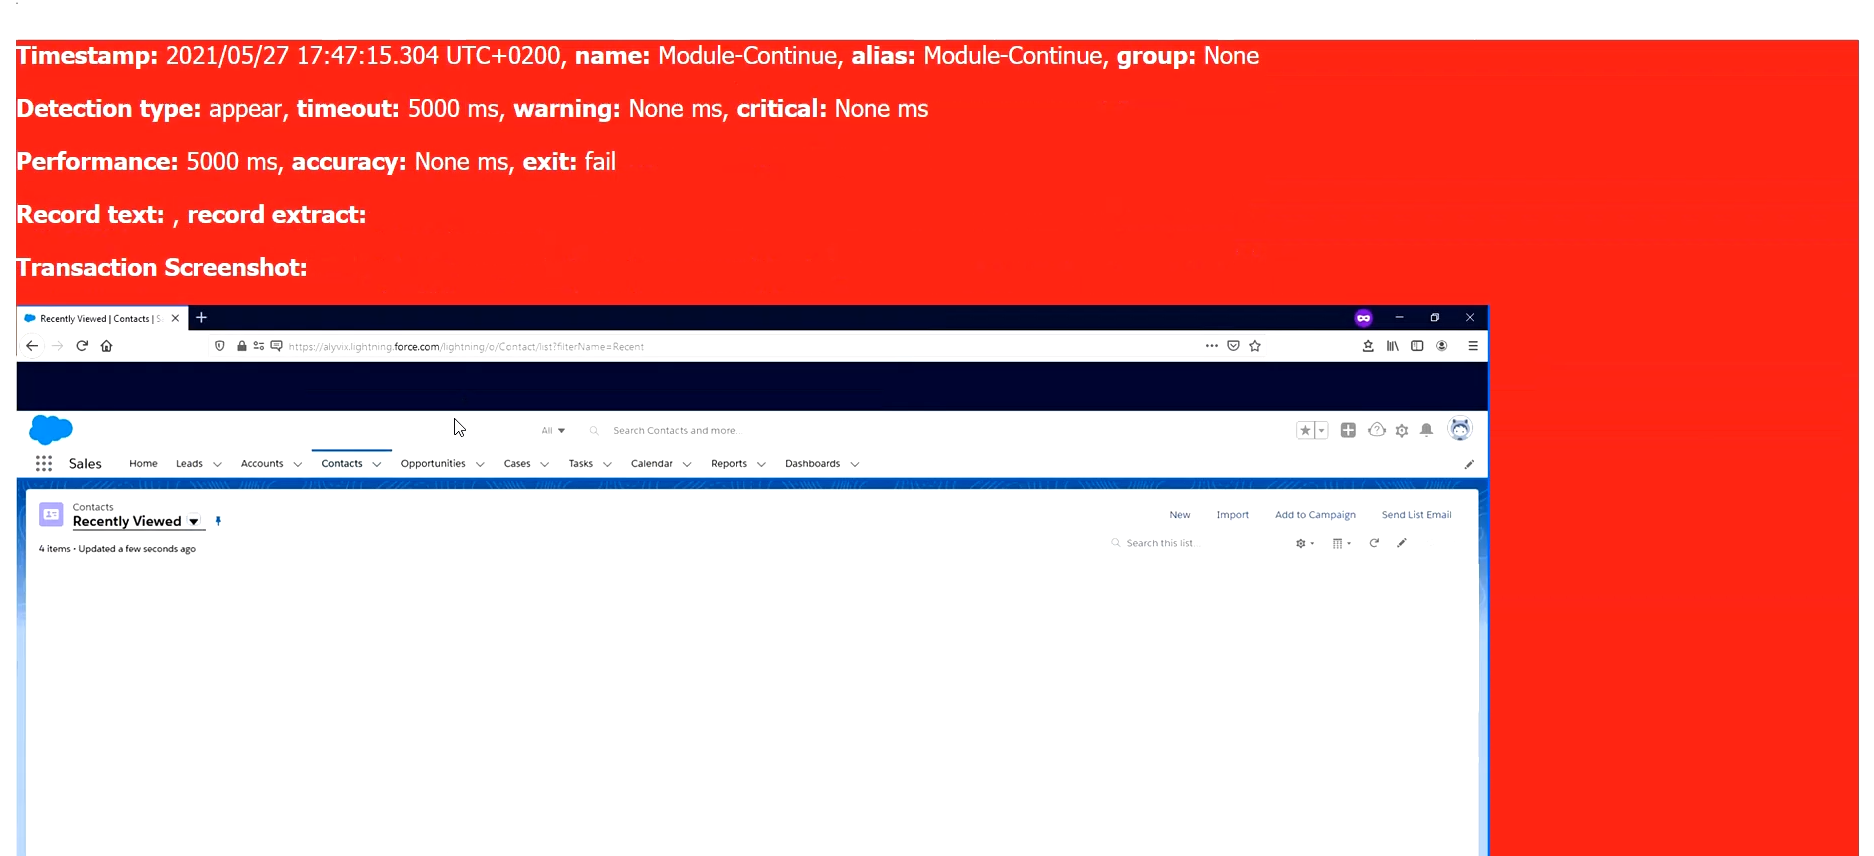 Timestamp: 2021/05/27 17:47:15.304 UTC+0200, name: Module-Continue, alias: Module-Continue, group: None
Detection type: appear, timeout: 5000 ms, warning: None ms, critical: None ms
Performance: 5000 ms, accuracy: None ms, exit: fail
Record text: , record extract:
Transaction Screenshot:
Recently Viewed | Contacts | S
https://alyvix.lightning.force.com/lightning/o/Contact/list?filterName=Recent
All Search Contacts and more...
Sales Home Leads Accounts Contacts Opportunities Cases Tasks Calendar Reports Dashboards
Contacts
Recently Viewed
New Import Add to Campaign Send List Email
4 items • Updated a few seconds ago
Search this list...